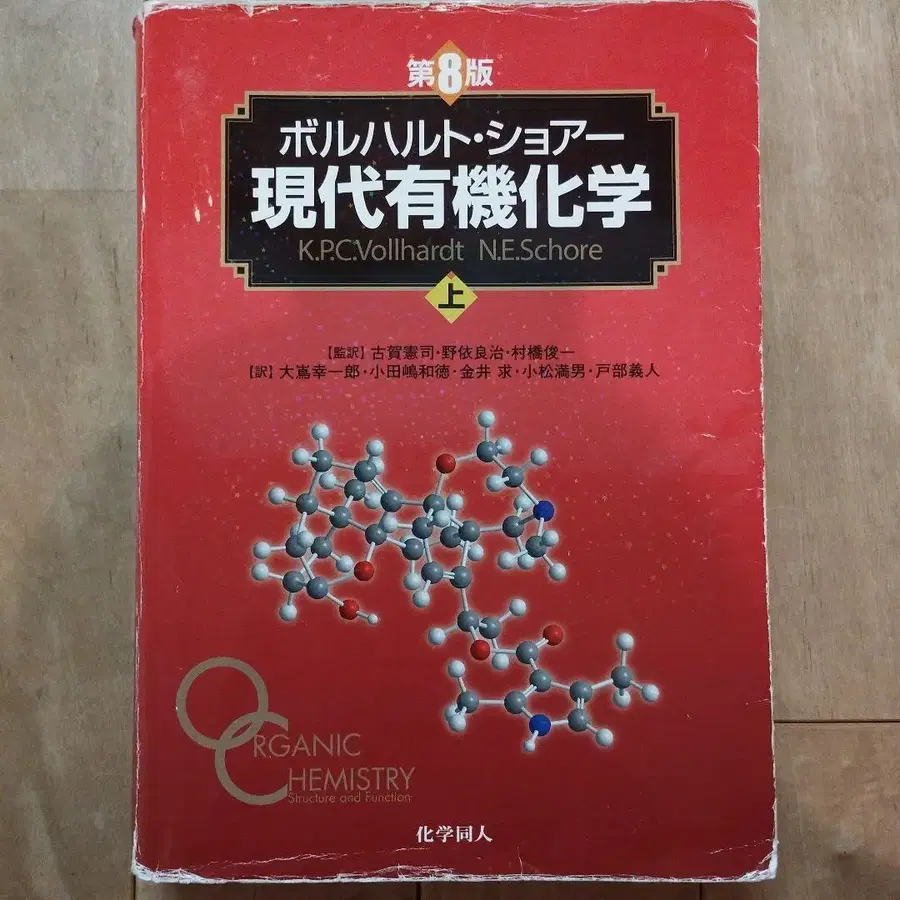 第8版
ボルハルト・ショアー
現代有機化学
K.P.C.Vollhardt N.E.Schore
上
【監訳】古賀憲司・野依良治・村橋俊一
【訳】大嶌幸一郎・小田嶋和徳・金井 求・小松満男・戸部義人
ORGANIC
CHEMISTRY
Structure and Function
化学同人